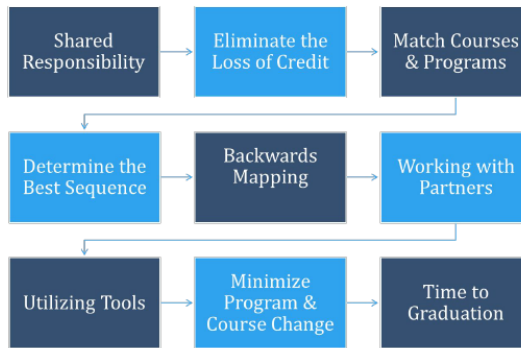 Shared
Responsibility
Eliminate the
Loss of Credit
Match Courses
& Programs
Determine the
Best Sequence
Backwards
Mapping
Working with
Partners
Utilizing Tools
Minimize
Program &
Course Change
Time to
Graduation